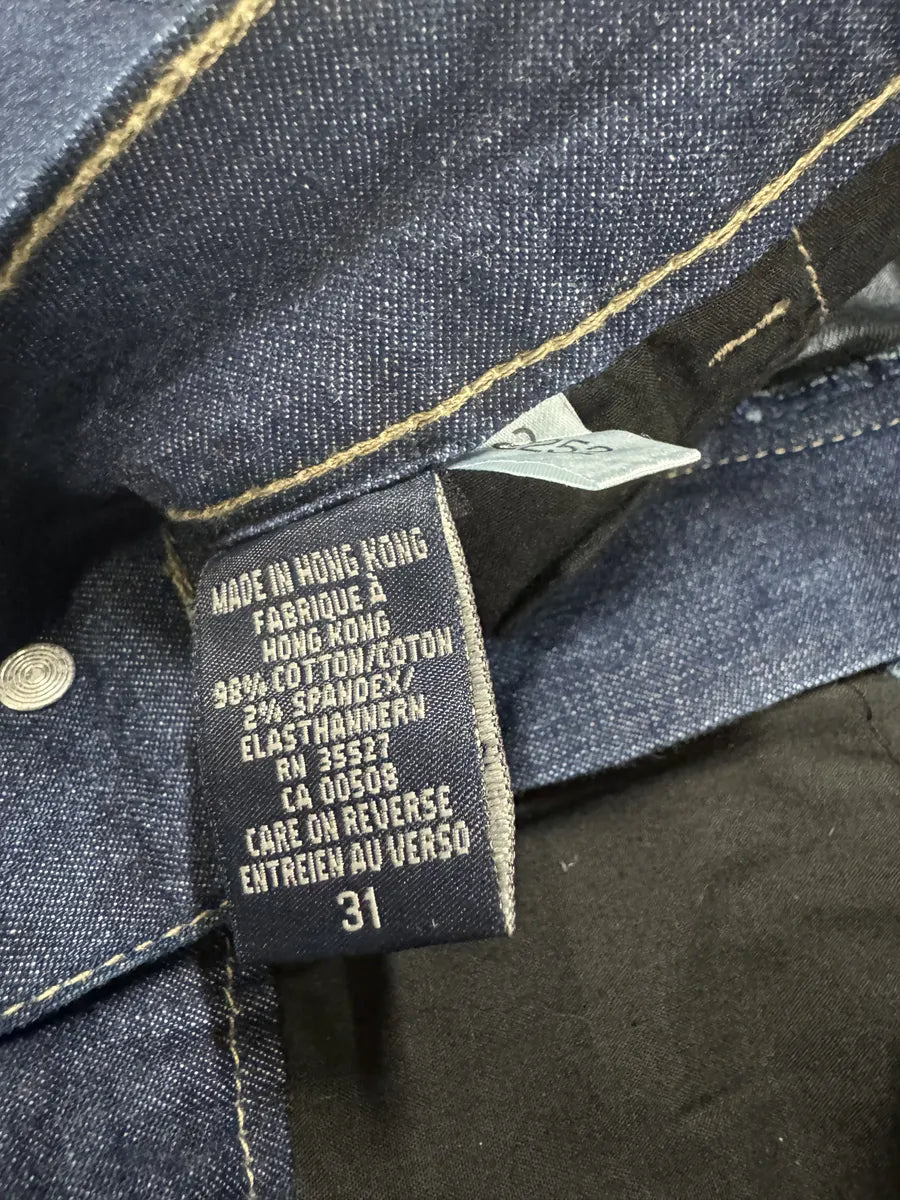 MADE IN HONG KONG
FABRIQUE À
HONG KONG
98% COTTON/COTON
2% SPANDEX/
ELASTHANNERN
RN 35527
CA 00508
CARE ON REVERSE
ENTREIEN AU VERSO
31